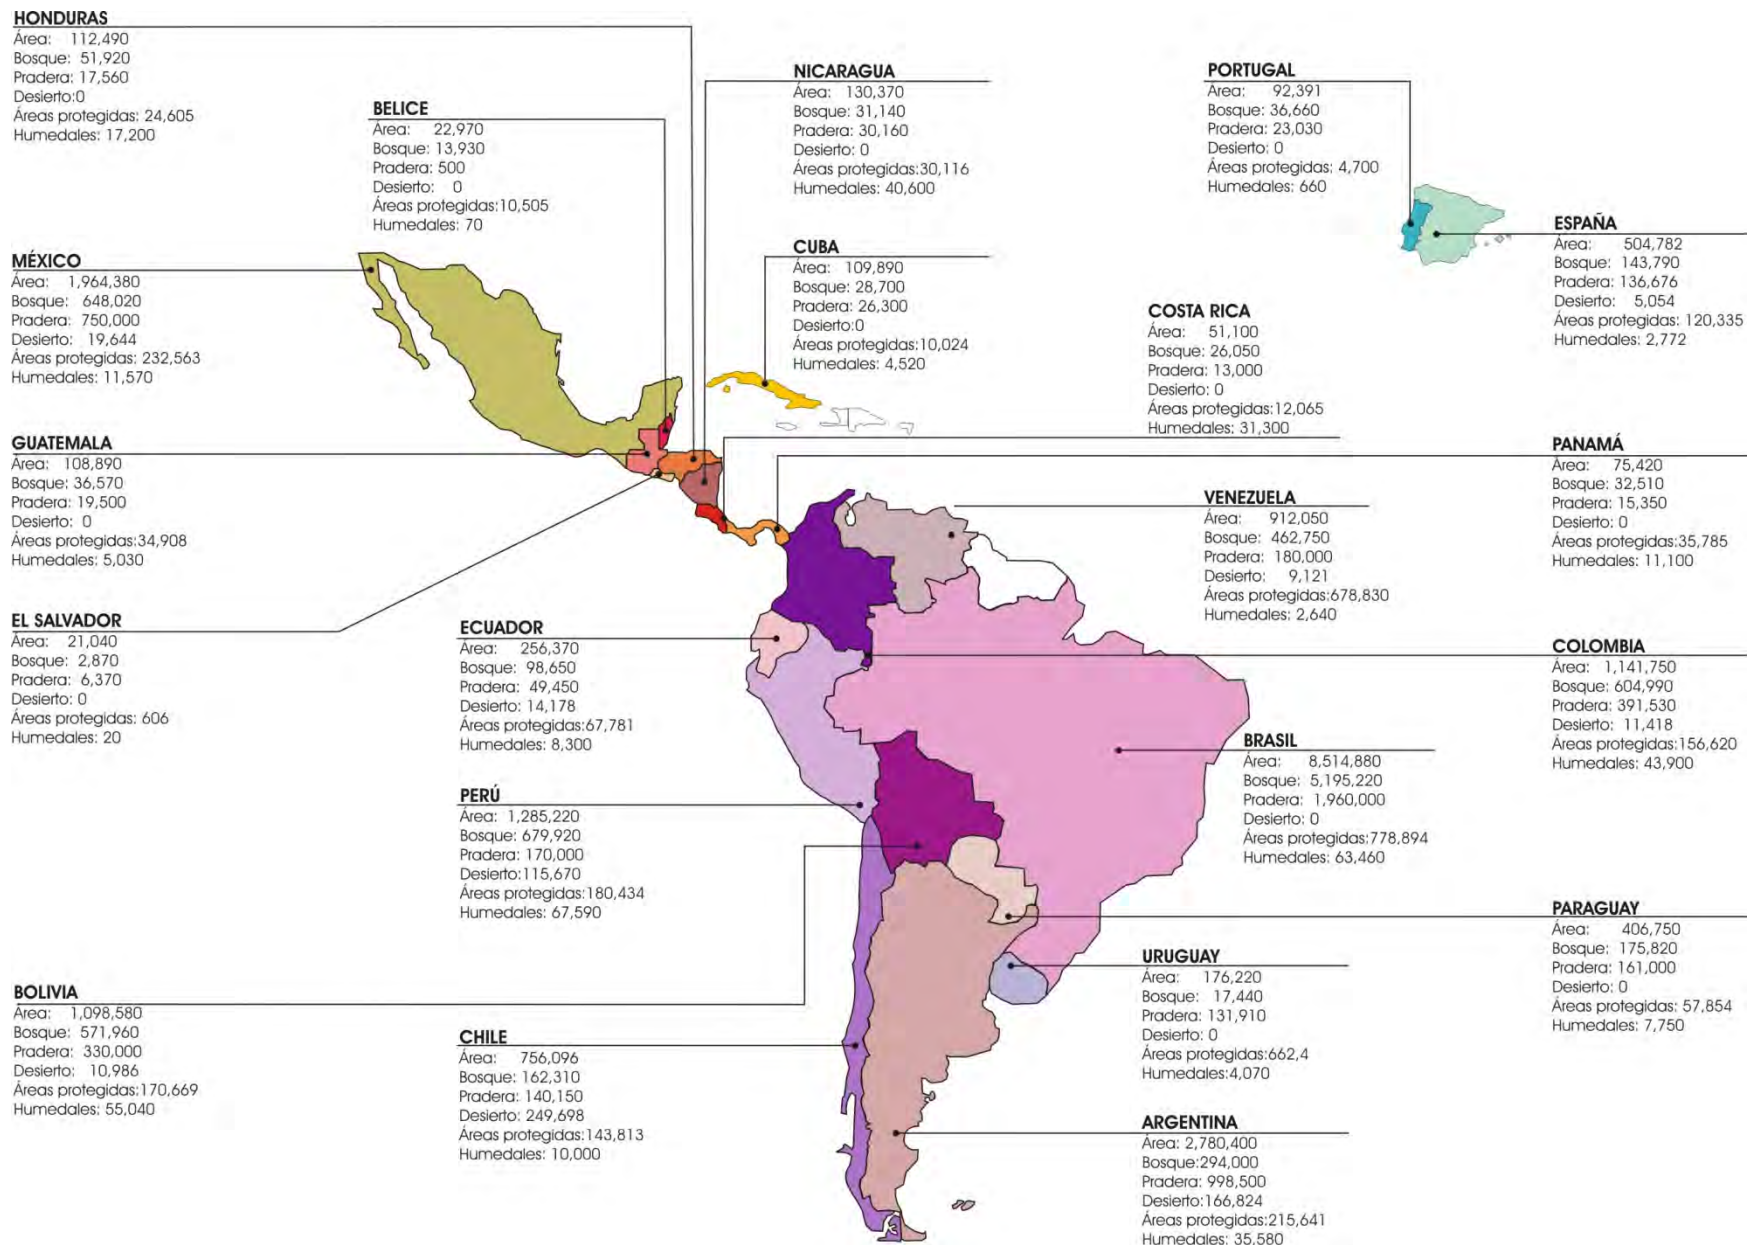 HONDURAS
Área: 112,490
Bosque: 51,920
Pradera: 17,560
Desierto:0
Áreas protegidas: 24,605
Humedales: 17,200
BELICE
Área: 22,970
Bosque: 13,930
Pradera: 500
Desierto: 0
Áreas protegidas:10,505
Humedales: 70
NICARAGUA
Área: 130,370
Bosque: 31,140
Pradera: 30,160
Desierto: 0
Áreas protegidas:30,116
Humedales: 40,600
PORTUGAL
Área: 92,391
Bosque: 36,660
Pradera: 23,030
Desierto: 0
Áreas protegidas: 4,700
Humedales: 660
ESPAÑA
Área: 504,782
Bosque: 143,790
Pradera: 136,676
Desierto: 5,054
Áreas protegidas: 120,335
Humedales: 2,772
MÉXICO
Área: 1,964,380
Bosque: 648,020
Pradera: 750,000
Desierto: 19,644
Áreas protegidas: 232,563
Humedales: 11,570
CUBA
Área: 109,890
Bosque: 28,700
Pradera: 26,300
Desierto:0
Áreas protegidas:10,024
Humedales: 4,520
COSTA RICA
Área: 51,100
Bosque: 26,050
Pradera: 13,000
Desierto: 0
Áreas protegidas:12,065
Humedales: 31,300
GUATEMALA
Área: 108,890
Bosque: 36,570
Pradera: 19,500
Desierto: 0
Áreas protegidas:34,908
Humedales: 5,030
PANAMÁ
Área: 75,420
Bosque: 32,510
Pradera: 15,350
Desierto: 0
Áreas protegidas:35,785
Humedales: 11,100
VENEZUELA
Área: 912,050
Bosque: 462,750
Pradera: 180,000
Desierto: 9,121
Áreas protegidas:678,830
Humedales: 2,640
EL SALVADOR
Área: 21,040
Bosque: 2,870
Pradera: 6,370
Desierto: 0
Áreas protegidas: 606
Humedales: 20
ECUADOR
Área: 256,370
Bosque: 98,650
Pradera: 49,450
Desierto: 14,178
Áreas protegidas:67,781
Humedales: 8,300
COLOMBIA
Área: 1,141,750
Bosque: 604,990
Pradera: 391,530
Desierto: 11,418
Áreas protegidas:156,620
Humedales: 43,900
BRASIL
Área: 8,514,880
Bosque: 5,195,220
Pradera: 1,960,000
Desierto: 0
Áreas protegidas:778,894
Humedales: 63,460
PERÚ
Área: 1,285,220
Bosque: 679,920
Pradera: 170,000
Desierto:115,670
Áreas protegidas:180,434
Humedales: 67,590
PARAGUAY
Área: 406,750
Bosque: 175,820
Pradera: 161,000
Desierto: 0
Áreas protegidas: 57,854
Humedales: 7,750
URUGUAY
Área: 176,220
Bosque: 17,440
Pradera: 131,910
Desierto: 0
Áreas protegidas:662,4
Humedales:4,070
BOLIVIA
Área: 1,098,580
Bosque: 571,960
Pradera: 330,000
Desierto: 10,986
Áreas protegidas:170,669
Humedales: 55,040
CHILE
Área: 756,096
Bosque: 162,310
Pradera: 140,150
Desierto: 249,698
Áreas protegidas:143,813
Humedales: 10,000
ARGENTINA
Área: 2,780,400
Bosque:294,000
Pradera: 998,500
Desierto:166,824
Áreas protegidas:215,641
Humedales: 35,580